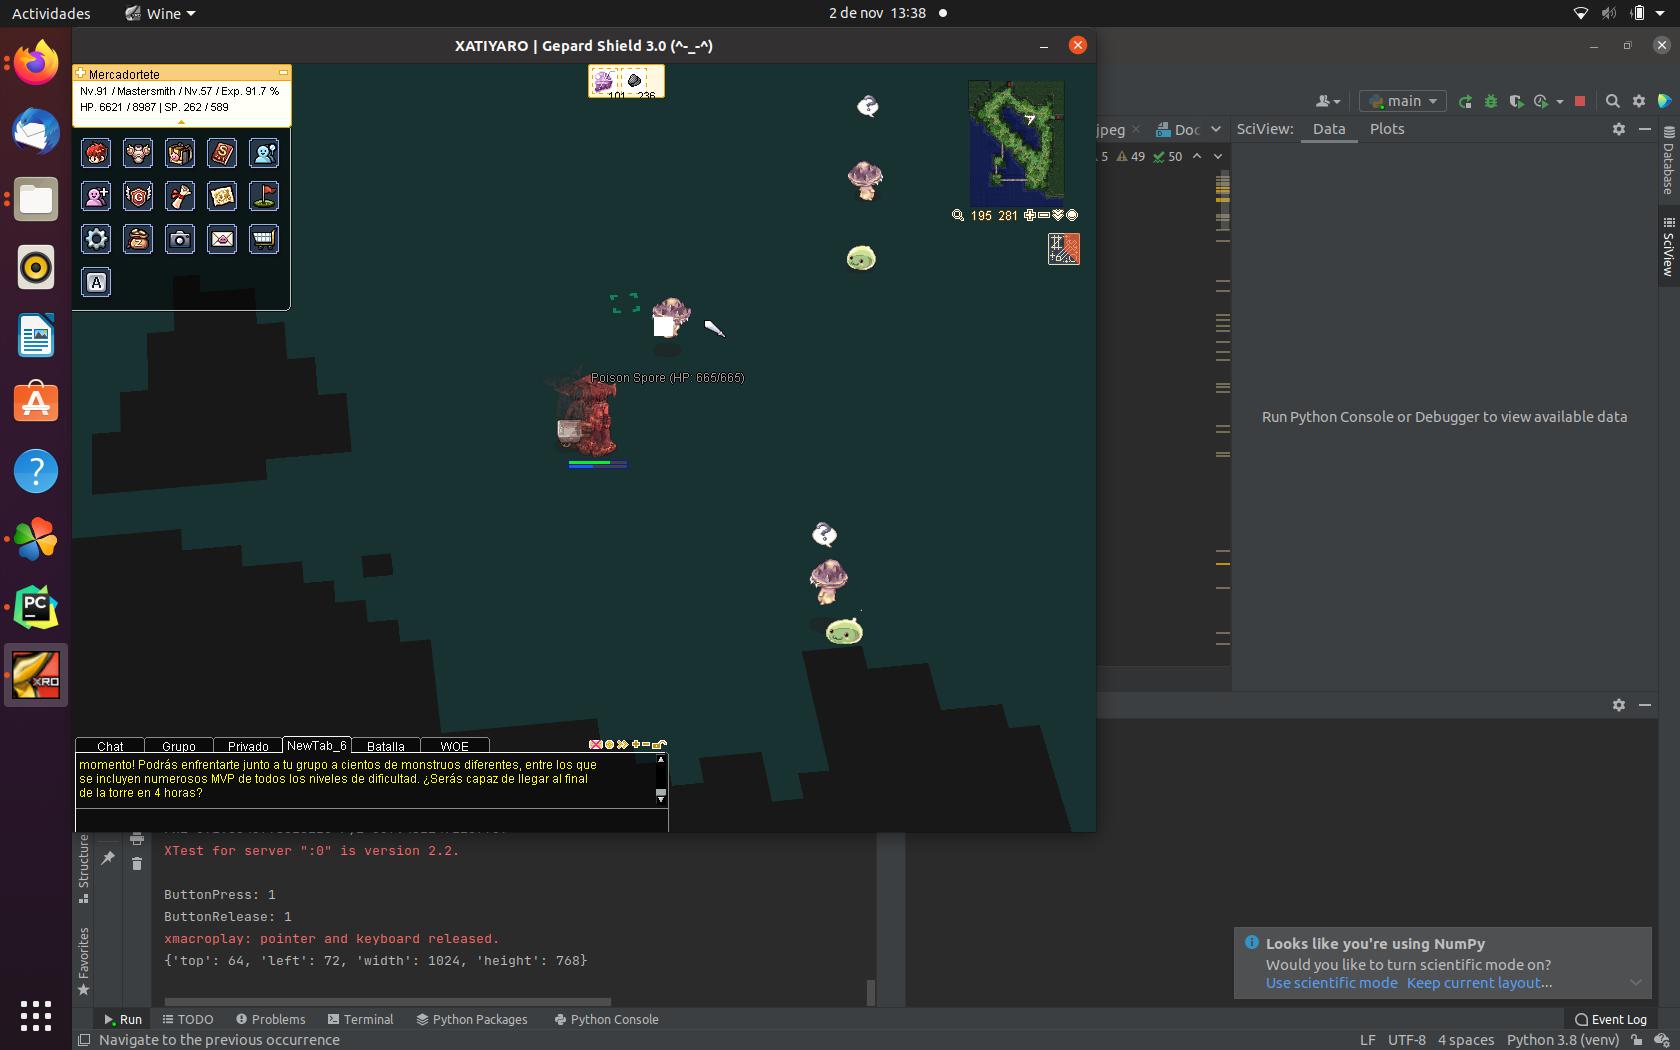 Actividades
Wine
2 de nov 13:38
XATIYARO | Gepard Shield 3.0 (^-_-^)
Mercadortete
Nv.91 / Mastersmith / Nv.57 / Exp. 91.7 %
HP. 6621 / 8987 | SP. 262 / 589
101 236
195 281
Poison Spore (HP: 665/665)
Chat
Grupo
Privado
NewTab_6
Batalla
WOE
momento! Podrás enfrentarte junto a tu grupo a cientos de monstruos diferentes, entre los que
se incluyen numerosos MVP de todos los niveles de dificultad. ¿Serás capaz de llegar al final
de la torre en 4 horas?
main
jpeg
Doc
SciView:
Data
Plots
5
49
50
Database
SciView
Run Python Console or Debugger to view available data
XTest for server ":0" is version 2.2.
ButtonPress: 1
ButtonRelease: 1
xmacroplay: pointer and keyboard released.
{'top': 64, 'left': 72, 'width': 1024, 'height': 768}
Structure
Favorites
Looks like you're using NumPy
Would you like to turn scientific mode on?
Use scientific mode Keep current layout...
Run
TODO
Problems
Terminal
Python Packages
Python Console
Event Log
Navigate to the previous occurrence
LF UTF-8 4 spaces Python 3.8 (venv)
PC
XRO
A